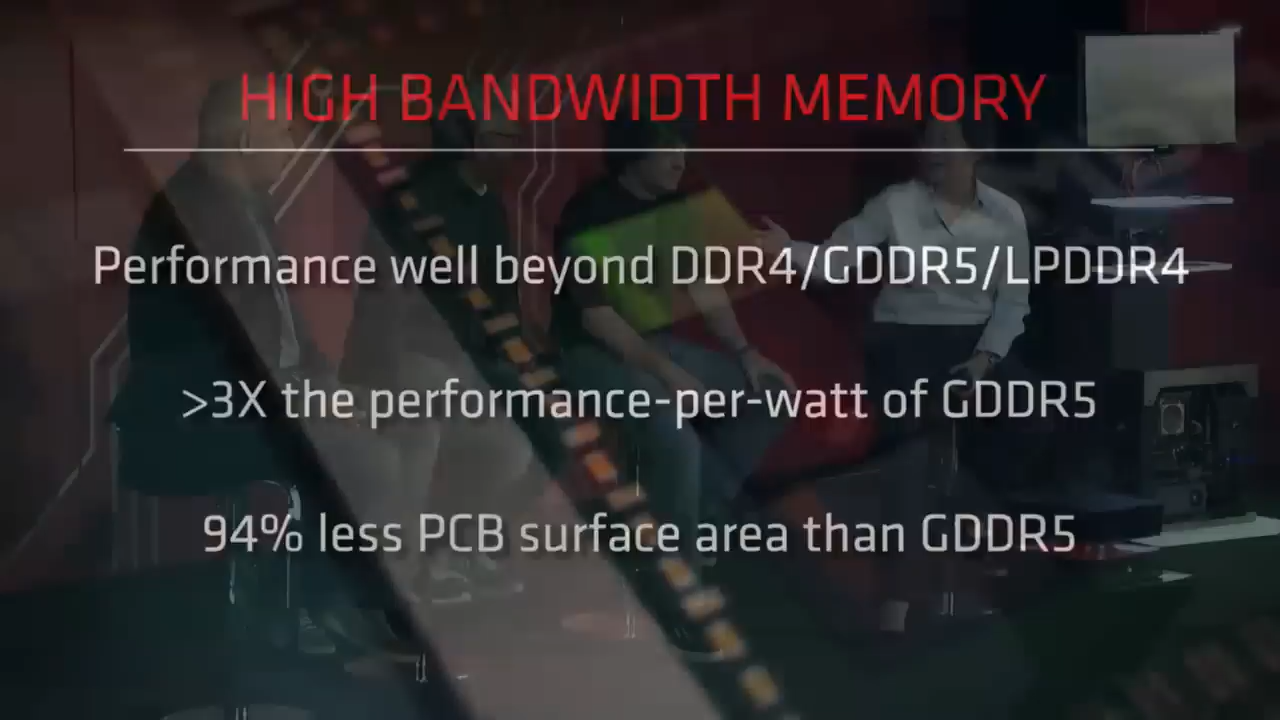 HIGH BANDWIDTH MEMORY
Performance well beyond DDR4/GDDR5/LPDDR4
>3X the performance-per-watt of GDDR5
94% less PCB surface area than GDDR5